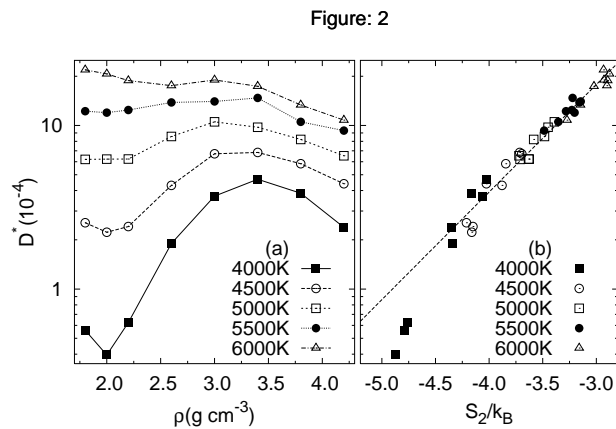 Figure: 2
D*(10-4)
10
1
(a)
4000K
4500K
5000K
5500K
6000K
2.0 2.5 3.0 3.5 4.0
ρ(g cm-3)
(b)
4000K
4500K
5000K
5500K
6000K
-5.0 -4.5 -4.0 -3.5 -3.0
S2/kB